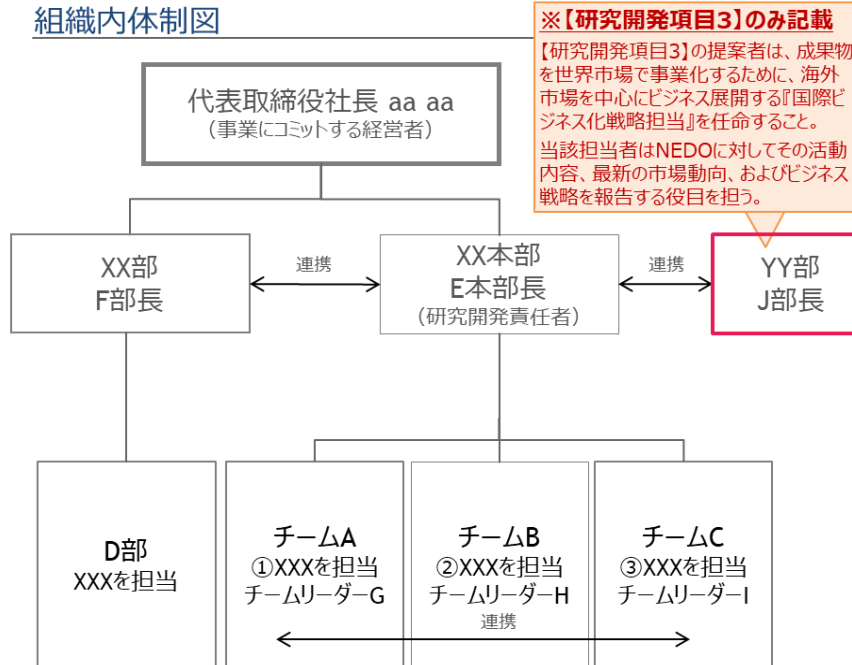 組織内体制図
※【研究開発項目3】のみ記載
【研究開発項目3】の提案者は、成果物
を世界市場で事業化するために、海外
市場を中心にビジネス展開する『国際ビ
ジネス化戦略担当』を任命すること。
当該担当者はNEDOに対してその活動
内容、最新の市場動向、およびビジネス
戦略を報告する役目を担う。
代表取締役社長 aa aa
（事業にコミットする経営者）
XX部
F部長
連携
XX本部
E本部長
（研究開発責任者）
連携
YY部
J部長
D部
XXXを担当
チームA
①XXXを担当
チームリーダーG
チームB
②XXXを担当
チームリーダーH
チームC
③XXXを担当
チームリーダーI
連携